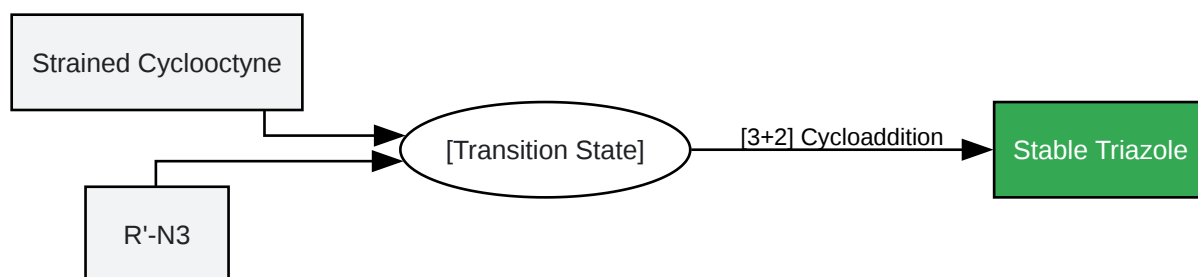 Strained Cyclooctyne
R'-N3
[Transition State]
[3+2] Cycloaddition
Stable Triazole